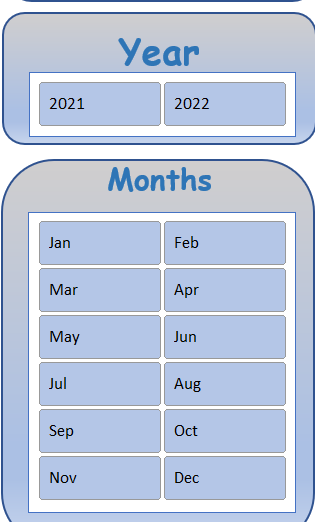 Year
2021 2022
Months
Jan Feb
Mar Apr
May Jun
Jul Aug
Sep Oct
Nov Dec